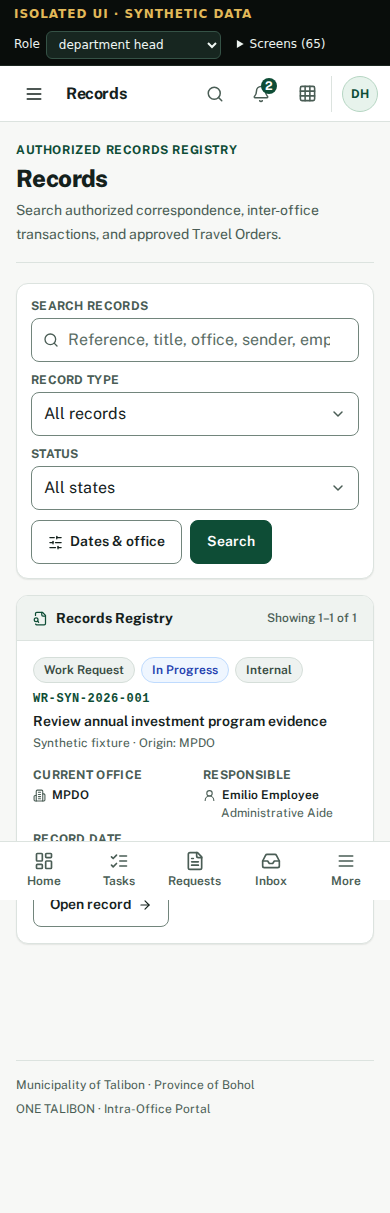 ISOLATED UI · SYNTHETIC DATA
Role department head ▶ Screens (65)
Records 2 DH
AUTHORIZED RECORDS REGISTRY
Records
Search authorized correspondence, inter-office
transactions, and approved Travel Orders.
SEARCH RECORDS
Reference, title, office, sender, emp
RECORD TYPE
All records
STATUS
All states
Dates & office Search
Records Registry Showing 1–1 of 1
Work Request In Progress Internal
WR-SYN-2026-001
Review annual investment program evidence
Synthetic fixture · Origin: MPDO
CURRENT OFFICE RESPONSIBLE
MPDO Emilio Employee
Administrative Aide
RECORD DATE
Home Tasks Requests Inbox More
Open record →
Municipality of Talibon · Province of Bohol
ONE TALIBON · Intra-Office Portal